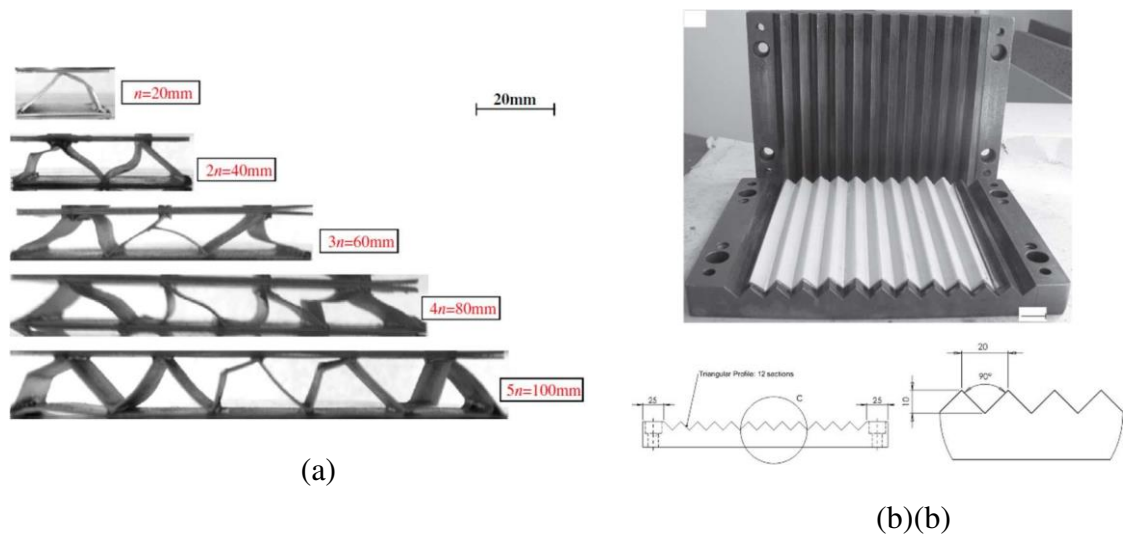 n=20mm
20mm
2n=40mm
3n=60mm
4n=80mm
5n=100mm
(a)
Triangular Profile: 12 sections
25
C
25
20
90°
10
(b)(b)